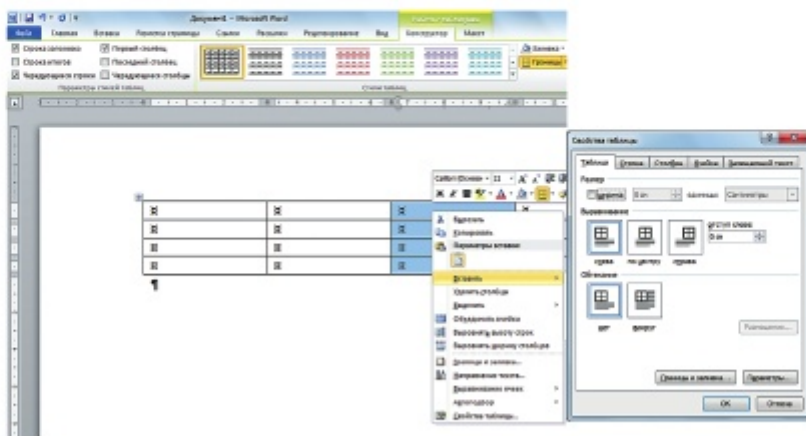 Документ1 - Microsoft Word
Файл Главная Вставка Разметка страницы Ссылки Рассылки Рецензирование Вид Конструктор Макет
Строка заголовка Первый столбец
Строка итогов Последний столбец
Чередующиеся строки Чередующиеся столбцы
Заливка
Границы
Параметры стилей таблиц
Стили таблиц
Вырезать
Копировать
Параметры вставки
Вставить
Удалить столбцы
Выделить
Объединить ячейки
Выровнять высоту строк
Выровнять ширину столбцов
Границы и заливка...
Направление текста...
Выравнивание ячеек
Автоподбор
Свойства таблицы...
Свойства таблицы
Таблица Строка Столбец Ячейка Замещающий текст
Размер
ширина: единицы: Сантиметры
Выравнивание
отступ слева:
слева по центру справа
Обтекание
нет вокруг
Размещение...
Границы и заливка... Параметры...
ОК Отмена